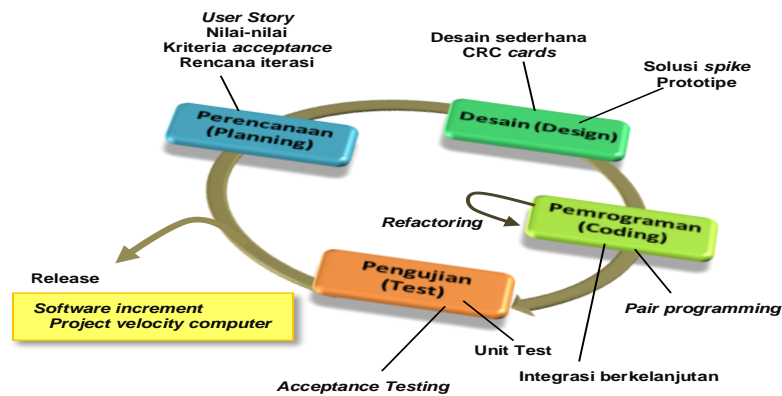 User Story
Nilai-nilai
Kriteria acceptance
Rencana iterasi
Perencanaan
(Planning)
Desain sederhana
CRC cards
Solusi spike
Prototipe
Desain (Design)
Refactoring
Pemrograman
(Coding)
Pair programming
Integrasi berkelanjutan
Pengujian
(Test)
Unit Test
Acceptance Testing
Release
Software increment
Project velocity computer